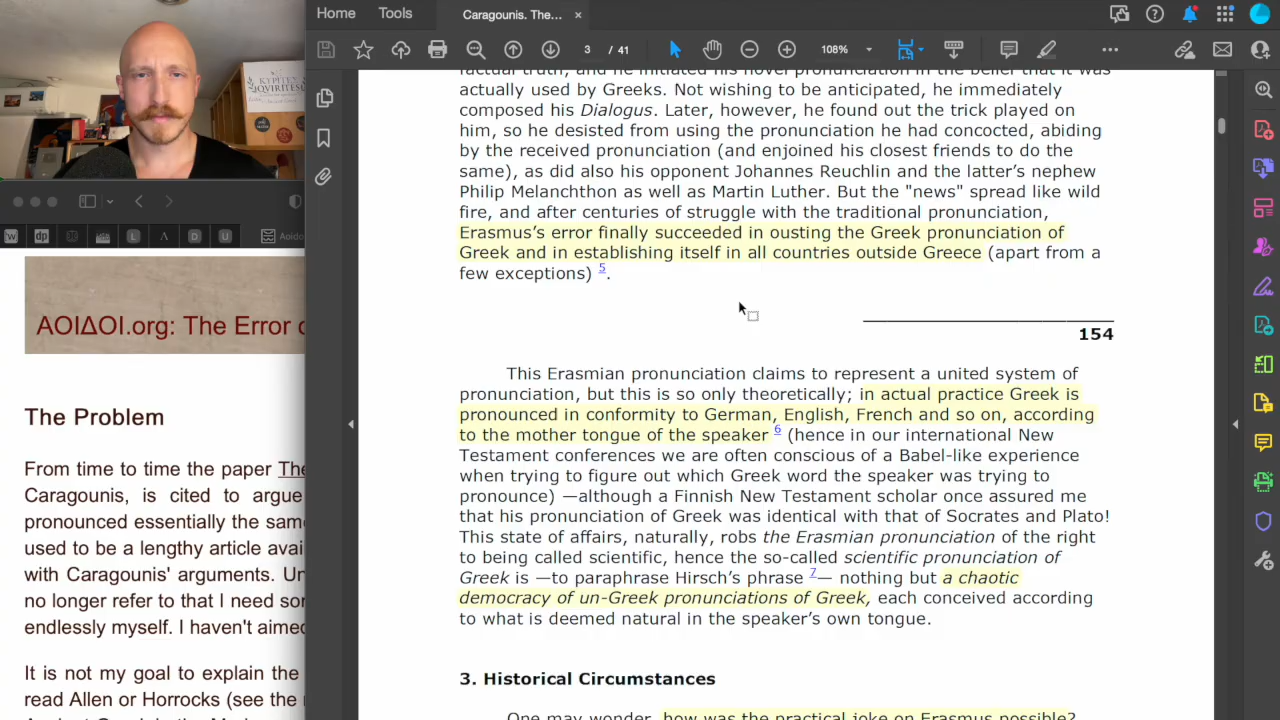 Home
Tools
Caragounis. The...
3 / 41
108%
ΚΥΡΙΤΕΣ
IQVIRITES
AOIΔOI.org: The Error o
The Problem
From time to time the paper The
Caragounis, is cited to argue
pronounced essentially the sam
used to be a lengthy article avai
with Caragounis' arguments. Un
no longer refer to that I need son
endlessly myself. I haven't aimed
It is not my goal to explain the
read Allen or Horrocks (see the r
factual truth, and he initiated his novel pronunciation in the belief that it was
actually used by Greeks. Not wishing to be anticipated, he immediately
composed his Dialogus. Later, however, he found out the trick played on
him, so he desisted from using the pronunciation he had concocted, abiding
by the received pronunciation (and enjoined his closest friends to do the
same), as did also his opponent Johannes Reuchlin and the latter’s nephew
Philip Melanchthon as well as Martin Luther. But the "news" spread like wild
fire, and after centuries of struggle with the traditional pronunciation,
Erasmus’s error finally succeeded in ousting the Greek pronunciation of
Greek and in establishing itself in all countries outside Greece (apart from a
few exceptions) 5.
154
This Erasmian pronunciation claims to represent a united system of
pronunciation, but this is so only theoretically; in actual practice Greek is
pronounced in conformity to German, English, French and so on, according
to the mother tongue of the speaker 6 (hence in our international New
Testament conferences we are often conscious of a Babel-like experience
when trying to figure out which Greek word the speaker was trying to
pronounce) —although a Finnish New Testament scholar once assured me
that his pronunciation of Greek was identical with that of Socrates and Plato!
This state of affairs, naturally, robs the Erasmian pronunciation of the right
to being called scientific, hence the so-called scientific pronunciation of
Greek is —to paraphrase Hirsch’s phrase 7— nothing but a chaotic
democracy of un-Greek pronunciations of Greek, each conceived according
to what is deemed natural in the speaker’s own tongue.
3. Historical Circumstances
One may wonder, how was the practical joke on Erasmus possible?